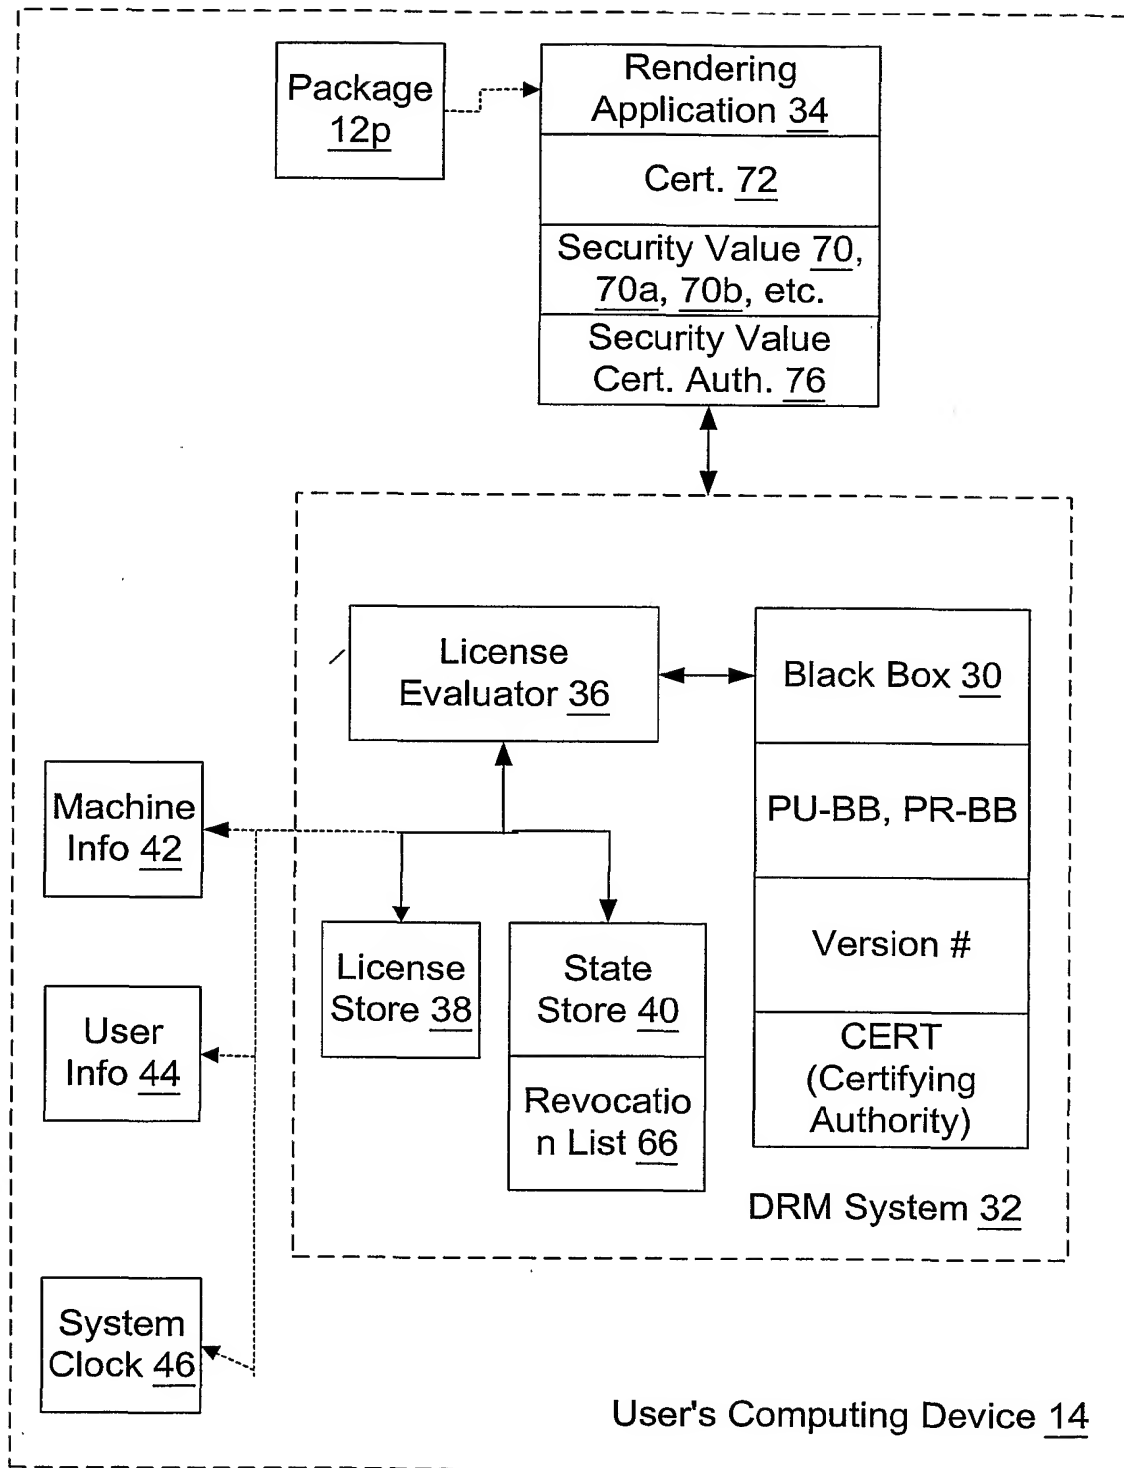 Package
12p
Rendering
Application 34
Cert. 72
Security Value 70,
70a, 70b, etc.
Security Value
Cert. Auth. 76
License
Evaluator 36
Black Box 30
PU-BB, PR-BB
Version #
CERT
(Certifying
Authority)
Machine
Info 42
License
Store 38
State
Store 40
Revocatio
n List 66
User
Info 44
DRM System 32
System
Clock 46
User's Computing Device 14